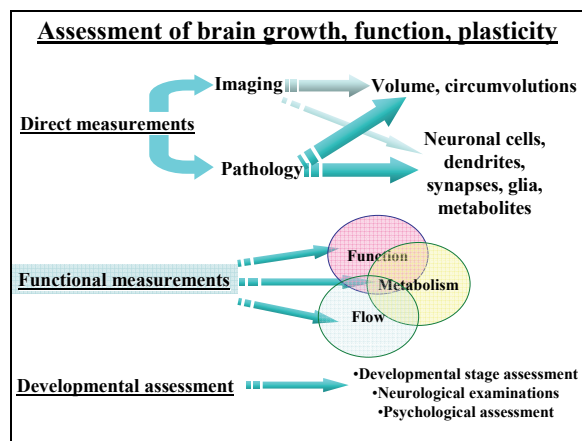 Assessment of brain growth, function, plasticity
Imaging
Volume, circumvolutions
Direct measurements
Neuronal cells,
dendrites,
synapses, glia,
metabolites
Pathology
Function
Functional measurements
Metabolism
Flow
Developmental assessment
•Developmental stage assessment
•Neurological examinations
•Psychological assessment